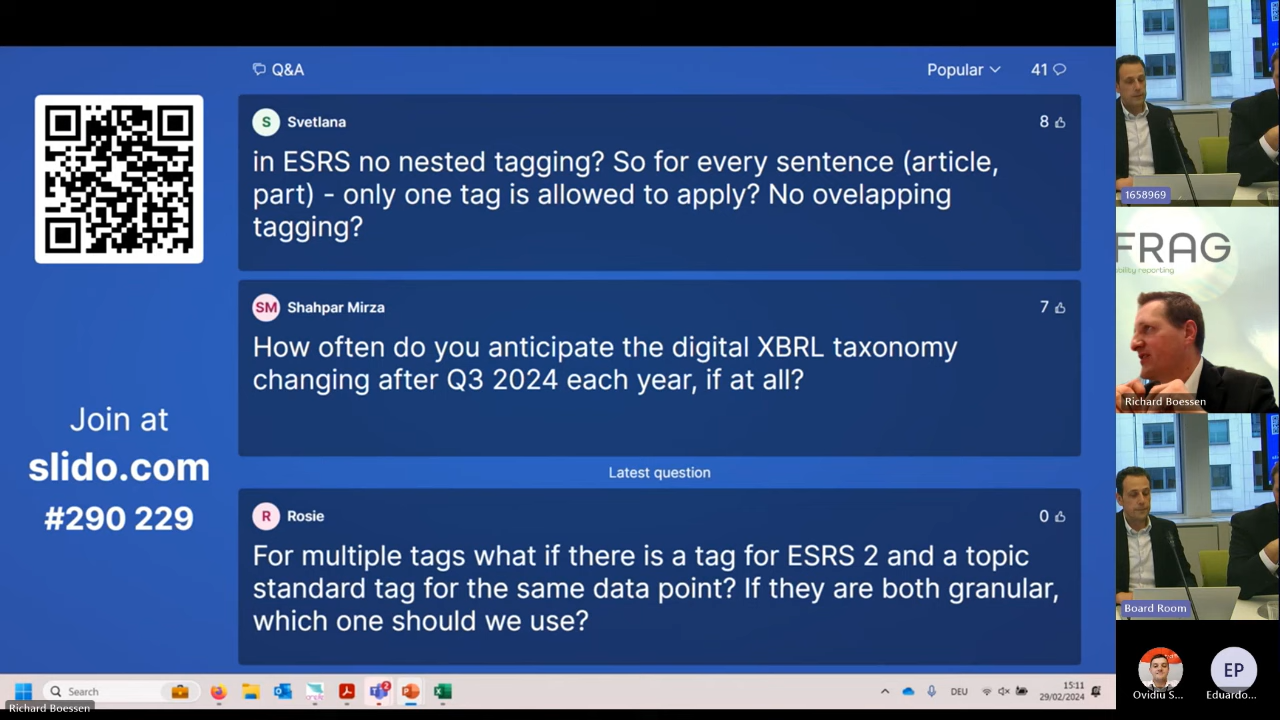 Q&A
Popular
41
S
Svetlana
8
in ESRS no nested tagging? So for every sentence (article,
part) - only one tag is allowed to apply? No ovelapping
tagging?
SM
Shahpar Mirza
7
How often do you anticipate the digital XBRL taxonomy
changing after Q3 2024 each year, if at all?
Latest question
R
Rosie
0
For multiple tags what if there is a tag for ESRS 2 and a topic
standard tag for the same data point? If they are both granular,
which one should we use?
Join at
slido.com
#290 229
Search
2
DEU
15:11
29/02/2024
Richard Boessen
1658969
FRAG
bility reporting
Richard Boessen
Board Room
Ovidiu S...
EP
Eduardo...